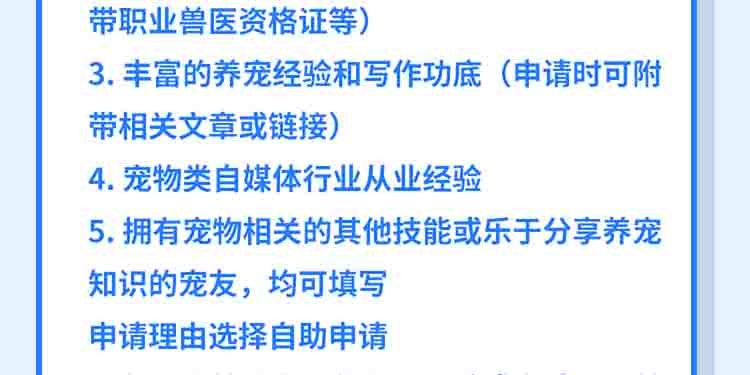 带职业兽医资格证等）
3. 丰富的养宠经验和写作功底（申请时可附
带相关文章或链接）
4. 宠物类自媒体行业从业经验
5. 拥有宠物相关的其他技能或乐于分享养宠
知识的宠友，均可填写
申请理由选择自助申请